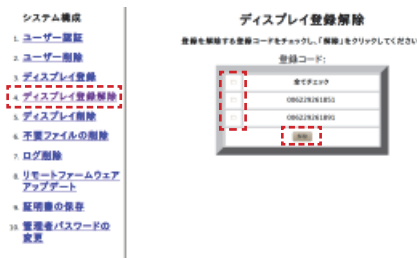 システム構成
1. ユーザー認証
2. ユーザー削除
3. ディスプレイ登録
4. ディスプレイ登録解除
5. ディスプレイ削除
6. 不要ファイルの削除
7. ログ削除
8. リモートファームウェア
アップデート
9. 証明書の保存
10. 管理者パスワードの
変更
ディスプレイ登録解除
登録を解除する登録コードをチェックし、「解除」をクリックしてください
登録コード:
全てチェック
086229261851
086229261891
解除